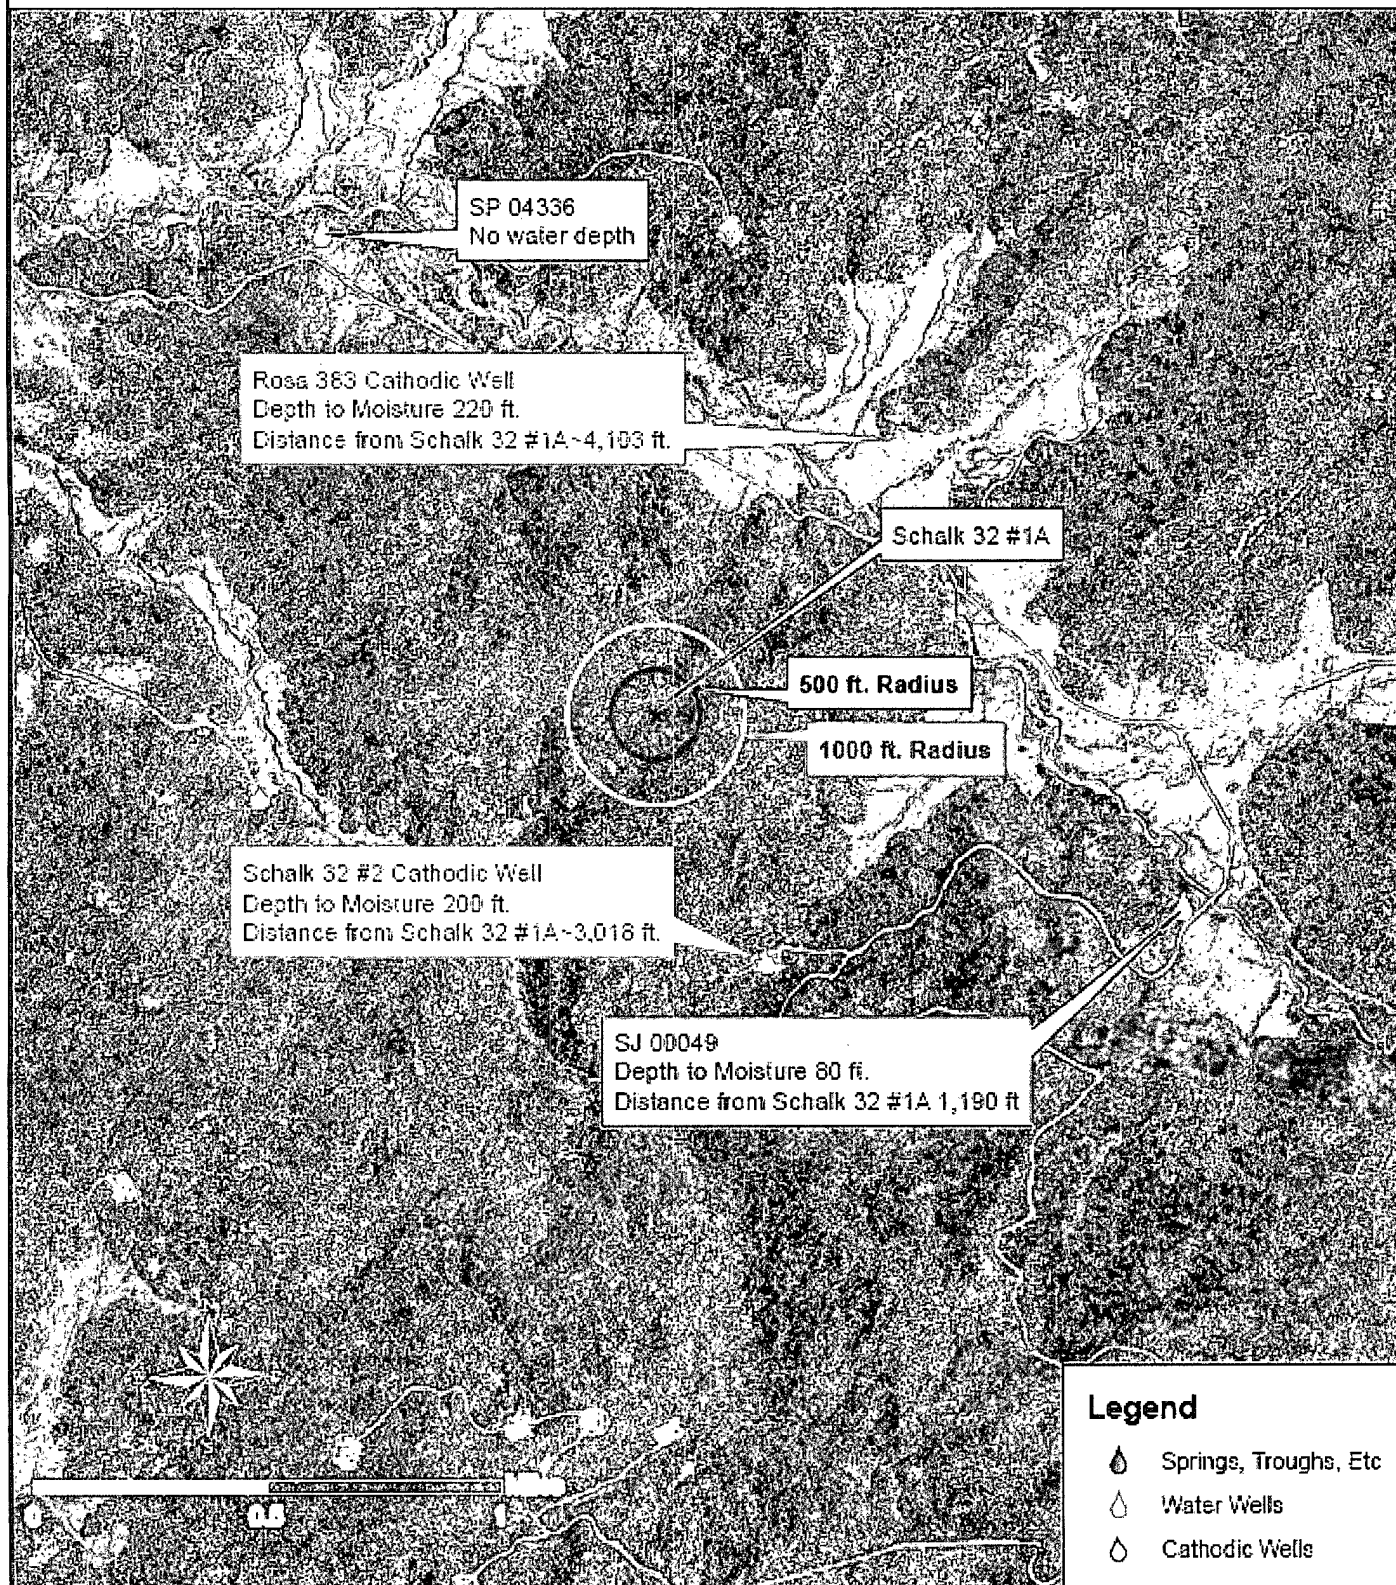 SP 04336
No water depth
Rosa 383 Cathodic Well
Depth to Moisture 220 ft.
Distance from Schalk 32 #1A~4,103 ft.
Schalk 32 #1A
500 ft. Radius
1000 ft. Radius
Schalk 32 #2 Cathodic Well
Depth to Moisture 200 ft.
Distance from Schalk 32 #1A~3,018 ft.
SJ 00049
Depth to Moisture 80 ft.
Distance from Schalk 32 #1A 1,190 ft
Legend
Springs, Troughs, Etc
Water Wells
Cathodic Wells
0 0.5 1